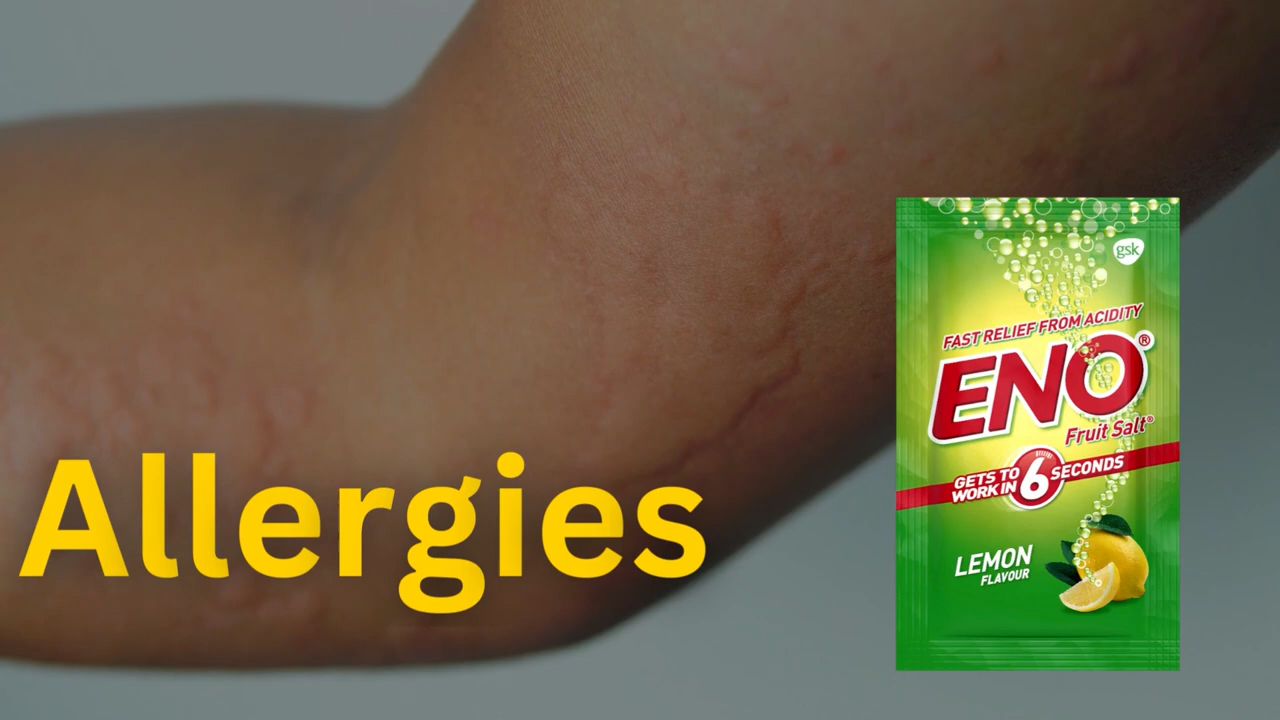 Allergies
gsk
FAST RELIEF FROM ACIDITY
ENO®
Fruit Salt®
GETS TO WORK IN 6 SECONDS
LEMON
FLAVOUR